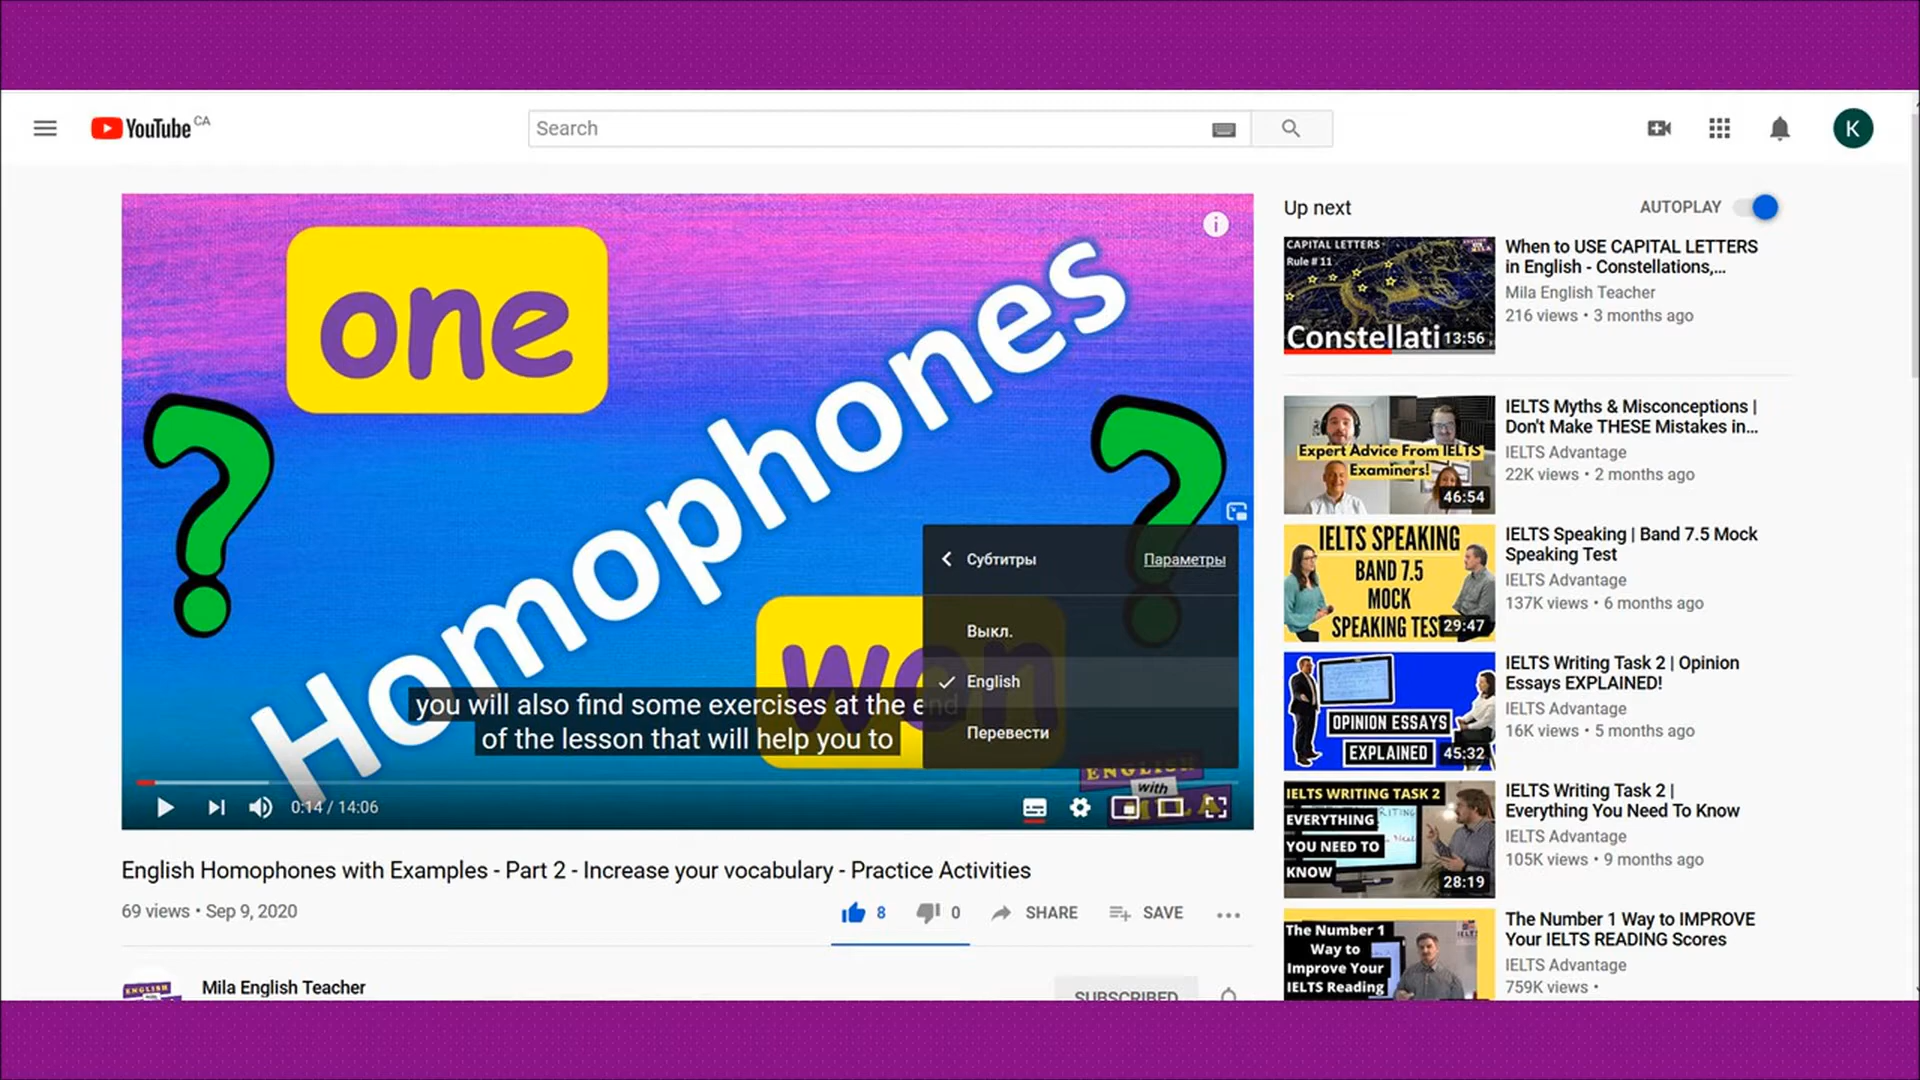 YouTube CA
Search
K
one
Homophones
won
you will also find some exercises at the end
of the lesson that will help you to
Субтитры
Параметры
Выкл.
English
Перевести
ENGLISH
with
0:14 / 14:06
English Homophones with Examples - Part 2 - Increase your vocabulary - Practice Activities
69 views • Sep 9, 2020
8
0
SHARE
SAVE
ENGLISH
Mila English Teacher
SUBSCRIBED
Up next
AUTOPLAY
CAPITAL LETTERS
Rule # 11
Constellati
13:56
When to USE CAPITAL LETTERS
in English - Constellations,...
Mila English Teacher
216 views • 3 months ago
Expert Advice From IELTS
Examiners!
46:54
IELTS Myths & Misconceptions |
Don't Make THESE Mistakes in...
IELTS Advantage
22K views • 2 months ago
IELTS SPEAKING
BAND 7.5
MOCK
SPEAKING TEST
29:47
IELTS Speaking | Band 7.5 Mock
Speaking Test
IELTS Advantage
137K views • 6 months ago
OPINION ESSAYS
EXPLAINED
45:32
IELTS Writing Task 2 | Opinion
Essays EXPLAINED!
IELTS Advantage
16K views • 5 months ago
IELTS WRITING TASK 2
EVERYTHING
YOU NEED TO
KNOW
28:19
IELTS Writing Task 2 |
Everything You Need To Know
IELTS Advantage
105K views • 9 months ago
The Number 1
Way to
Improve Your
IELTS Reading
The Number 1 Way to IMPROVE
Your IELTS READING Scores
IELTS Advantage
759K views •